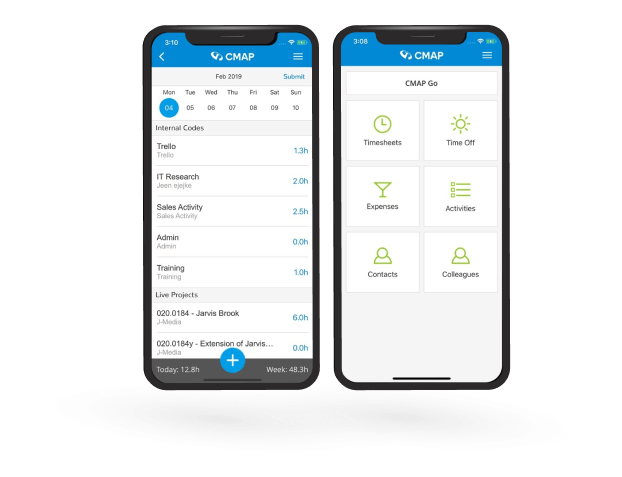 3:10
CMAP
Feb 2019
Submit
Mon Tue Wed Thu Fri Sat Sun
04 05 06 07 08 09 10
Internal Codes
Trello
Trello
1.3h
IT Research
Jeen ejejke
2.0h
Sales Activity
Sales Activity
2.5h
Admin
Admin
0.0h
Training
Training
1.0h
Live Projects
020.0184 - Jarvis Brook
J-Media
6.0h
020.0184y - Extension of Jarvis...
J-Media
0.0h
Today: 12.8h
Week: 48.3h
3:08
CMAP
CMAP Go
Timesheets
Time Off
Expenses
Activities
Contacts
Colleagues